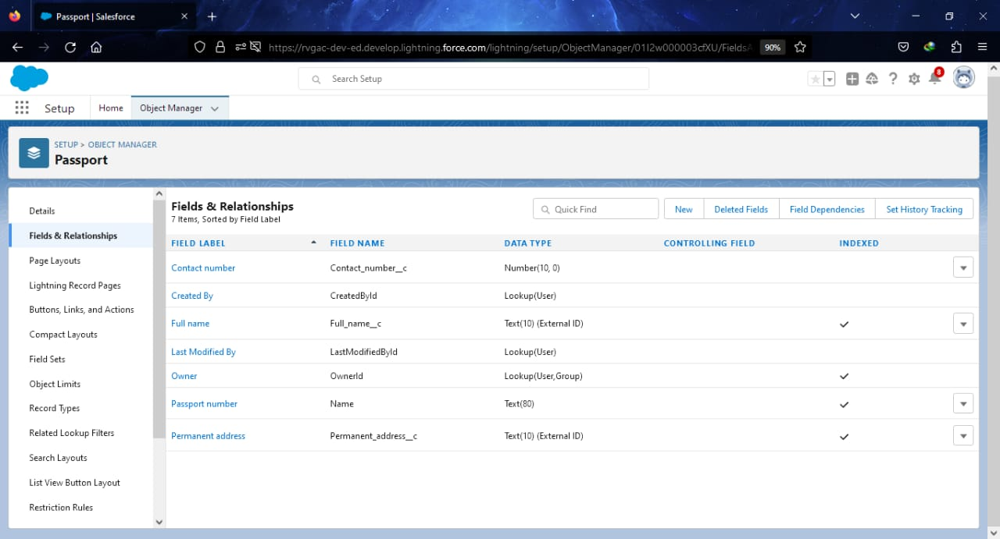 Passport | Salesforce
https://rvgac-dev-ed.develop.lightning.force.com/lightning/setup/ObjectManager/01I2w000003cfXU/FieldsA
90%
Search Setup
8
Setup
Home
Object Manager
SETUP > OBJECT MANAGER
Passport
Details
Fields & Relationships
Page Layouts
Lightning Record Pages
Buttons, Links, and Actions
Compact Layouts
Field Sets
Object Limits
Record Types
Related Lookup Filters
Search Layouts
List View Button Layout
Restriction Rules
Fields & Relationships
7 Items, Sorted by Field Label
Quick Find
New
Deleted Fields
Field Dependencies
Set History Tracking
FIELD LABEL FIELD NAME DATA TYPE CONTROLLING FIELD INDEXED
Contact number Contact_number__c Number(10, 0)
Created By CreatedById Lookup(User)
Full name Full_name__c Text(10) (External ID)
Last Modified By LastModifiedById Lookup(User)
Owner OwnerId Lookup(User,Group)
Passport number Name Text(80)
Permanent address Permanent_address__c Text(10) (External ID)